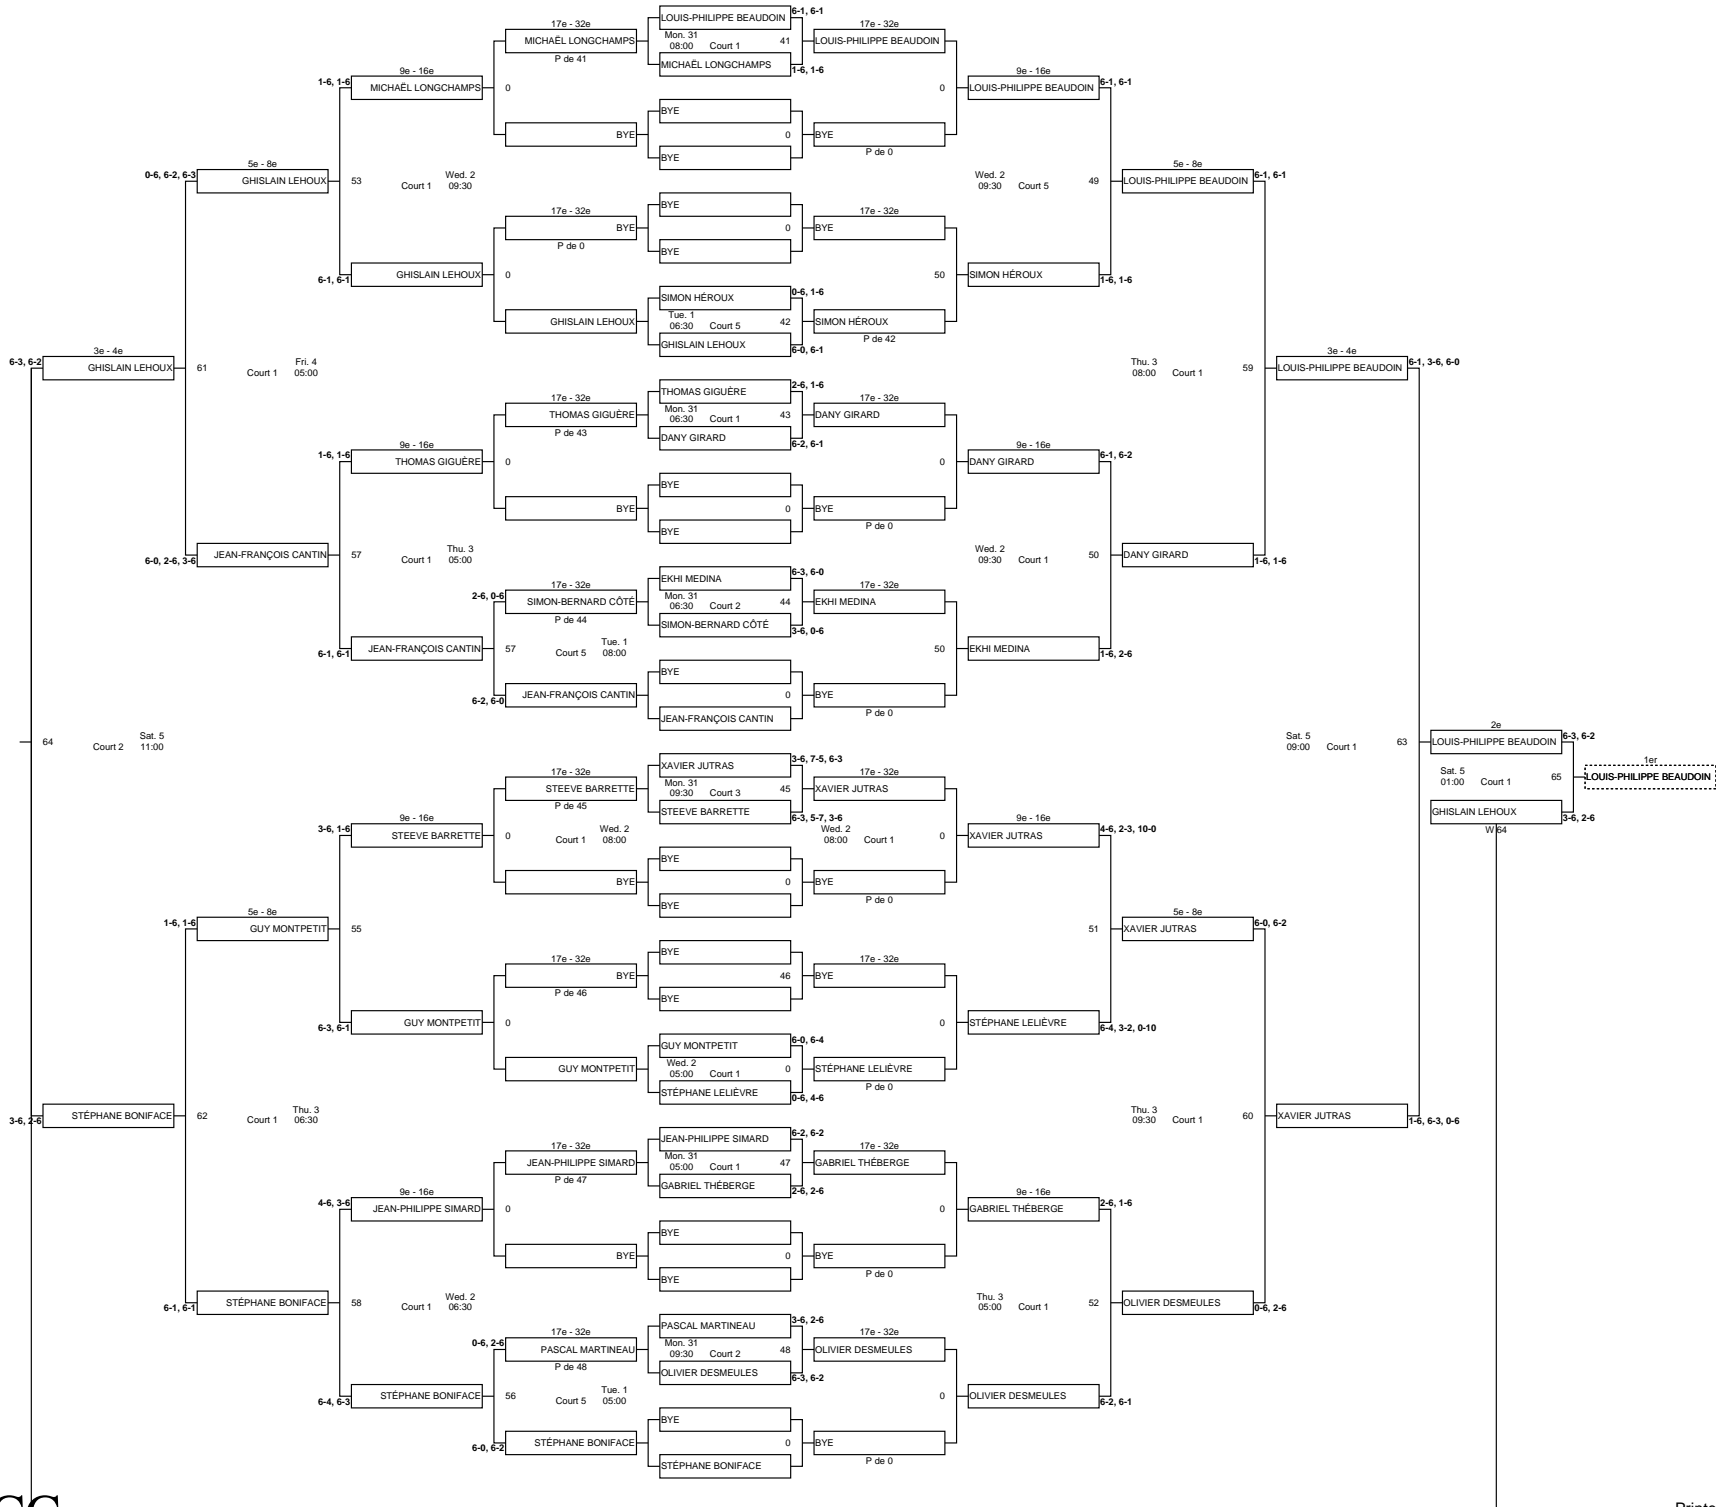 17e - 32e LOUIS-PHILIPPE BEAUDOIN 6-1, 6-1 17e - 32e
MICHAËL LONGCHAMPS Mon. 31 08:00 Court 1 41 LOUIS-PHILIPPE BEAUDOIN
P de 41 MICHAËL LONGCHAMPS 1-6, 1-6
9e - 16e 9e - 16e
1-6, 1-6 MICHAËL LONGCHAMPS 0 0 LOUIS-PHILIPPE BEAUDOIN 6-1, 6-1
BYE
BYE 0 BYE
BYE P de 0
5e - 8e 5e - 8e
0-6, 6-2, 6-3 GHISLAIN LEHOUX 53 Court 1 Wed. 2 09:30 Wed. 2 09:30 Court 5 49 LOUIS-PHILIPPE BEAUDOIN 6-1, 6-1
17e - 32e BYE 17e - 32e
BYE 0 BYE
P de 0 BYE
6-1, 6-1 GHISLAIN LEHOUX 0 50 SIMON HÉROUX 1-6, 1-6
SIMON HÉROUX 0-6, 1-6
GHISLAIN LEHOUX Tue. 1 06:30 Court 5 42 SIMON HÉROUX
GHISLAIN LEHOUX 6-0, 6-1 P de 42
3e - 4e 3e - 4e
6-3, 6-2 GHISLAIN LEHOUX 61 Court 1 Fri. 4 05:00 Thu. 3 08:00 Court 1 59 LOUIS-PHILIPPE BEAUDOIN 6-1, 3-6, 6-0
17e - 32e THOMAS GIGUÈRE 2-6, 1-6 17e - 32e
THOMAS GIGUÈRE Mon. 31 06:30 Court 1 43 DANY GIRARD
P de 43 DANY GIRARD 6-2, 6-1
9e - 16e 9e - 16e
1-6, 1-6 THOMAS GIGUÈRE 0 0 DANY GIRARD 6-1, 6-2
BYE
BYE 0 BYE
BYE P de 0
6-0, 2-6, 3-6 JEAN-FRANÇOIS CANTIN 57 Court 1 Thu. 3 05:00 Wed. 2 09:30 Court 1 50 DANY GIRARD 1-6, 1-6
17e - 32e EKHI MEDINA 6-3, 6-0 17e - 32e
2-6, 0-6 SIMON-BERNARD CÔTÉ Mon. 31 06:30 Court 2 44 EKHI MEDINA
P de 44 SIMON-BERNARD CÔTÉ 3-6, 0-6
6-1, 6-1 JEAN-FRANÇOIS CANTIN 57 Court 5 Tue. 1 08:00 50 EKHI MEDINA 1-6, 2-6
BYE
6-2, 6-0 JEAN-FRANÇOIS CANTIN 0 BYE
JEAN-FRANÇOIS CANTIN P de 0
2e
64 Court 2 Sat. 5 11:00 Sat. 5 09:00 Court 1 63 LOUIS-PHILIPPE BEAUDOIN 6-3, 6-2
1er
Sat. 5 01:00 Court 1 65 LOUIS-PHILIPPE BEAUDOIN
GHISLAIN LEHOUX 3-6, 2-6
W 64
17e - 32e XAVIER JUTRAS 3-6, 7-5, 6-3 17e - 32e
STEEVE BARRETTE Mon. 31 09:30 Court 3 45 XAVIER JUTRAS
P de 45 STEEVE BARRETTE 6-3, 5-7, 3-6
9e - 16e 9e - 16e
3-6, 1-6 STEEVE BARRETTE 0 Court 1 Wed. 2 08:00 Wed. 2 08:00 Court 1 0 XAVIER JUTRAS 4-6, 2-3, 10-0
BYE
BYE 0 BYE
BYE P de 0
5e - 8e 5e - 8e
1-6, 1-6 GUY MONTPETIT 55 51 XAVIER JUTRAS 6-0, 6-2
17e - 32e BYE 17e - 32e
BYE 46 BYE
P de 46 BYE
6-3, 6-1 GUY MONTPETIT 0 0 STÉPHANE LELIÈVRE 6-4, 3-2, 0-10
GUY MONTPETIT 6-0, 6-4
GUY MONTPETIT Wed. 2 05:00 Court 1 0 STÉPHANE LELIÈVRE
STÉPHANE LELIÈVRE 0-6, 4-6 P de 0
3-6, 2-6 STÉPHANE BONIFACE 62 Court 1 Thu. 3 06:30 Thu. 3 09:30 Court 1 60 XAVIER JUTRAS 1-6, 6-3, 0-6
17e - 32e JEAN-PHILIPPE SIMARD 6-2, 6-2 17e - 32e
JEAN-PHILIPPE SIMARD Mon. 31 05:00 Court 1 47 GABRIEL THÉBERGE
P de 47 GABRIEL THÉBERGE 2-6, 2-6
9e - 16e 9e - 16e
4-6, 3-6 JEAN-PHILIPPE SIMARD 0 0 GABRIEL THÉBERGE 2-6, 1-6
BYE
BYE 0 BYE
BYE P de 0
6-1, 6-1 STÉPHANE BONIFACE 58 Court 1 Wed. 2 06:30 Thu. 3 05:00 Court 1 52 OLIVIER DESMEULES 0-6, 2-6
17e - 32e PASCAL MARTINEAU 3-6, 2-6 17e - 32e
0-6, 2-6 PASCAL MARTINEAU Mon. 31 09:30 Court 2 48 OLIVIER DESMEULES
P de 48 OLIVIER DESMEULES 6-3, 6-2
6-4, 6-3 STÉPHANE BONIFACE 56 Court 5 Tue. 1 05:00 0 OLIVIER DESMEULES 6-2, 6-1
BYE
6-0, 6-2 STÉPHANE BONIFACE 0 BYE
STÉPHANE BONIFACE P de 0